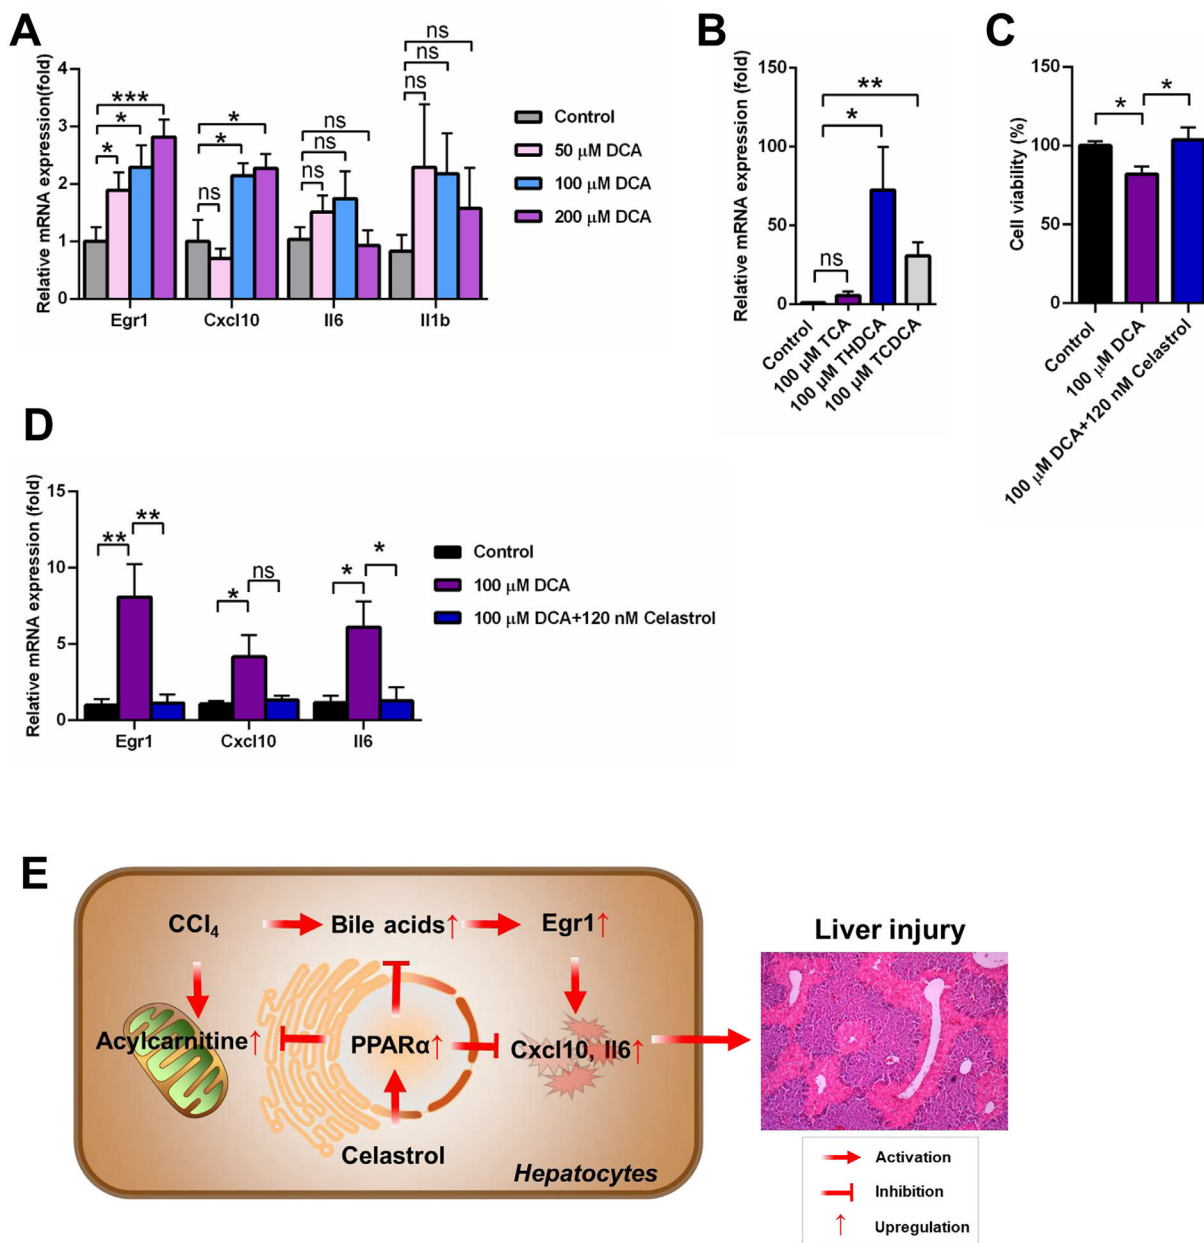 A
Relative mRNA expression(fold)
4
3
2
1
0
*
*
***
ns
*
*
ns
ns
ns
ns
ns
ns
Egr1
Cxcl10
Il6
Il1b
Control
50 μM DCA
100 μM DCA
200 μM DCA
B
Relative mRNA expression (fold)
150
100
50
0
ns
*
**
Control
100 μM TCA
100 μM THDCA
100 μM TCDCA
C
Cell viability (%)
150
100
50
0
*
*
Control
100 μM DCA
100 μM DCA+120 nM Celastrol
D
Relative mRNA expression (fold)
15
10
5
0
**
**
*
ns
*
*
Egr1
Cxcl10
Il6
Control
100 μM DCA
100 μM DCA+120 nM Celastrol
E
CCl₄
Bile acids↑
Egr1↑
Acylcarnitine↑
PPARα↑
Cxcl10, Il6↑
Celastrol
Hepatocytes
Liver injury
Activation
Inhibition
↑ Upregulation